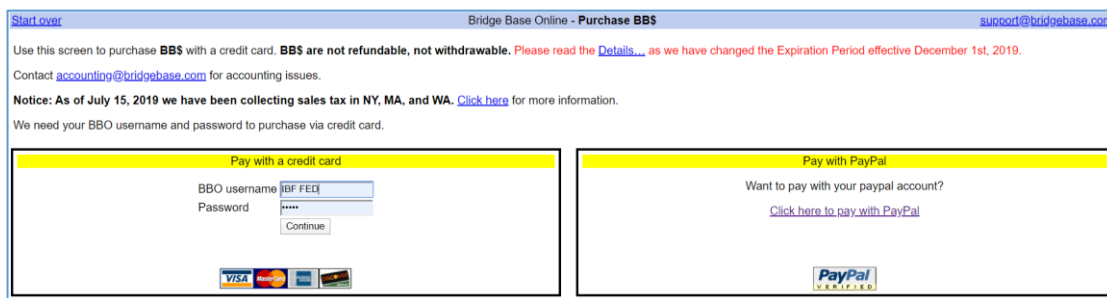 Start over Bridge Base Online - Purchase BB$ support@bridgebase.com
Use this screen to purchase BB$ with a credit card. BB$ are not refundable, not withdrawable. Please read the Details... as we have changed the Expiration Period effective December 1st, 2019.
Contact accounting@bridgebase.com for accounting issues.
Notice: As of July 15, 2019 we have been collecting sales tax in NY, MA, and WA. Click here for more information.
We need your BBO username and password to purchase via credit card.
Pay with a credit card
BBO username IBF FED
Password •••••
Continue
VISA MasterCard DISCOVER
Pay with PayPal
Want to pay with your paypal account?
Click here to pay with PayPal
PayPal
VERIFIED